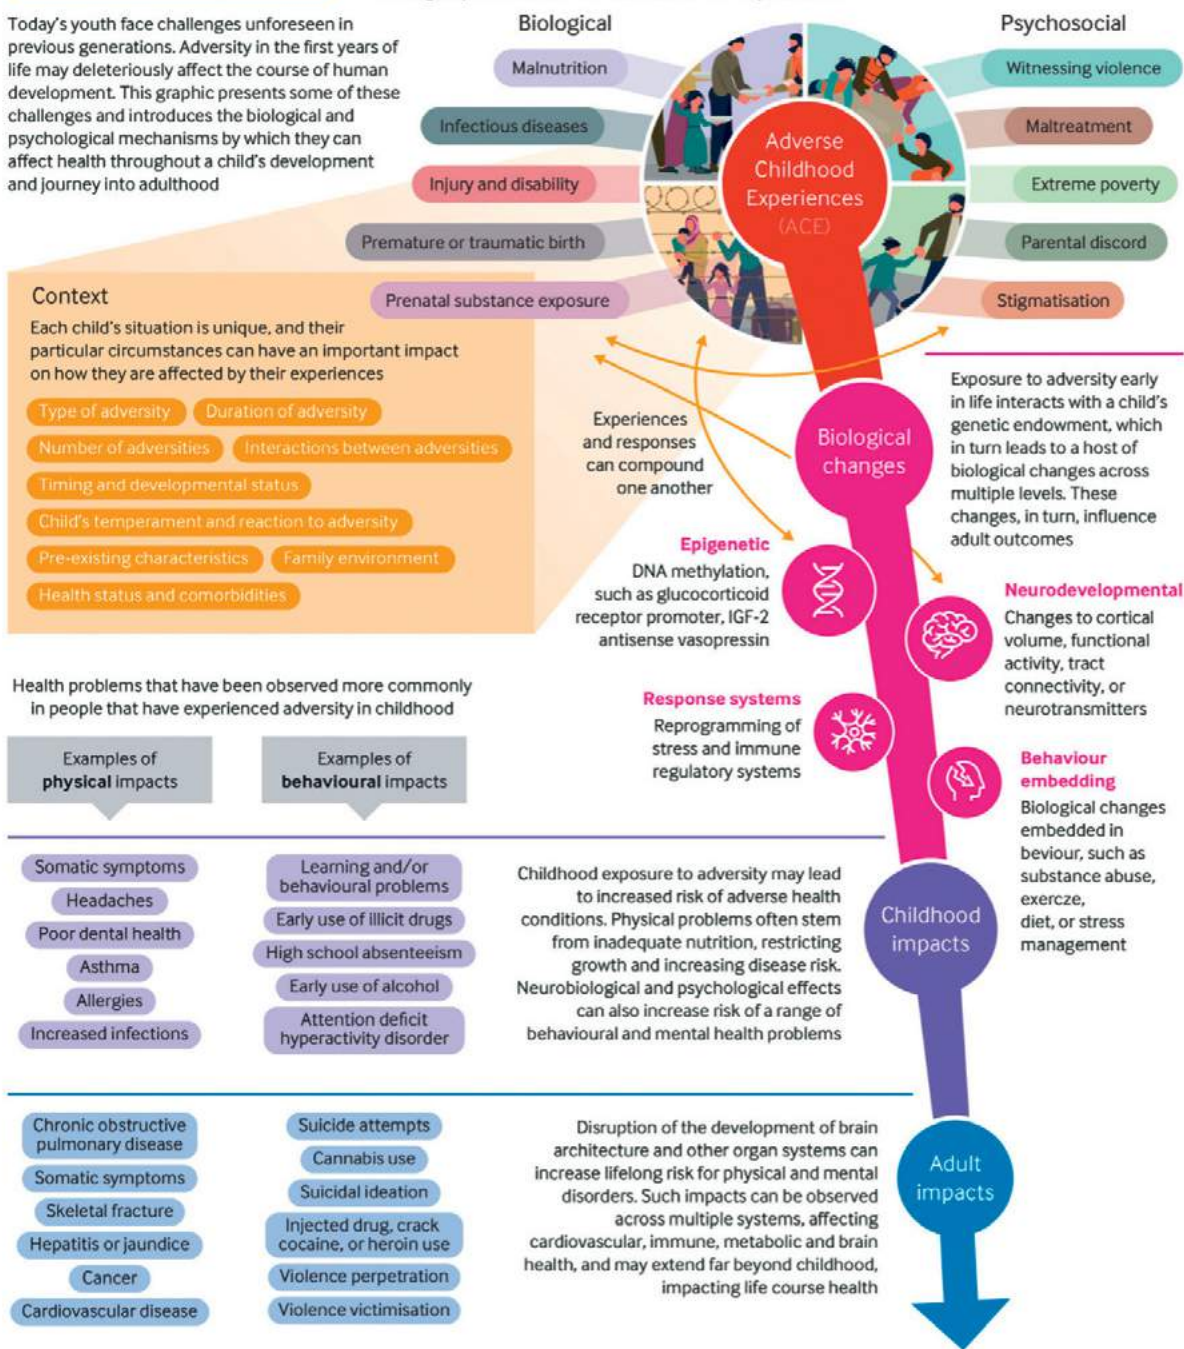 Today's youth face challenges unforeseen in
previous generations. Adversity in the first years of
life may deleteriously affect the course of human
development. This graphic presents some of these
challenges and introduces the biological and
psychological mechanisms by which they can
affect health throughout a child's development
and journey into adulthood
Biological
Malnutrition
Infectious diseases
Injury and disability
Premature or traumatic birth
Prenatal substance exposure
Adverse
Childhood
Experiences
(ACE)
Psychosocial
Witnessing violence
Maltreatment
Extreme poverty
Parental discord
Stigmatisation
Context
Each child's situation is unique, and their
particular circumstances can have an important impact
on how they are affected by their experiences
Type of adversity
Duration of adversity
Number of adversities
Interactions between adversities
Timing and developmental status
Child's temperament and reaction to adversity
Pre-existing characteristics
Family environment
Health status and comorbidities
Experiences
and responses
can compound
one another
Biological
changes
Exposure to adversity early
in life interacts with a child's
genetic endowment, which
in turn leads to a host of
biological changes across
multiple levels. These
changes, in turn, influence
adult outcomes
Epigenetic
DNA methylation,
such as glucocorticoid
receptor promoter, IGF-2
antisense vasopressin
Neurodevelopmental
Changes to cortical
volume, functional
activity, tract
connectivity, or
neurotransmitters
Response systems
Reprogramming of
stress and immune
regulatory systems
Behaviour
embedding
Biological changes
embedded in
beviour, such as
substance abuse,
exercze,
diet, or stress
management
Health problems that have been observed more commonly
in people that have experienced adversity in childhood
Examples of
physical impacts
Examples of
behavioural impacts
Somatic symptoms
Headaches
Poor dental health
Asthma
Allergies
Increased infections
Learning and/or
behavioural problems
Early use of illicit drugs
High school absenteeism
Early use of alcohol
Attention deficit
hyperactivity disorder
Childhood exposure to adversity may lead
to increased risk of adverse health
conditions. Physical problems often stem
from inadequate nutrition, restricting
growth and increasing disease risk.
Neurobiological and psychological effects
can also increase risk of a range of
behavioural and mental health problems
Childhood
impacts
Chronic obstructive
pulmonary disease
Somatic symptoms
Skeletal fracture
Hepatitis or jaundice
Cancer
Cardiovascular disease
Suicide attempts
Cannabis use
Suicidal ideation
Injected drug, crack
cocaine, or heroin use
Violence perpetration
Violence victimisation
Disruption of the development of brain
architecture and other organ systems can
increase lifelong risk for physical and mental
disorders. Such impacts can be observed
across multiple systems, affecting
cardiovascular, immune, metabolic and brain
health, and may extend far beyond childhood,
impacting life course health
Adult
impacts